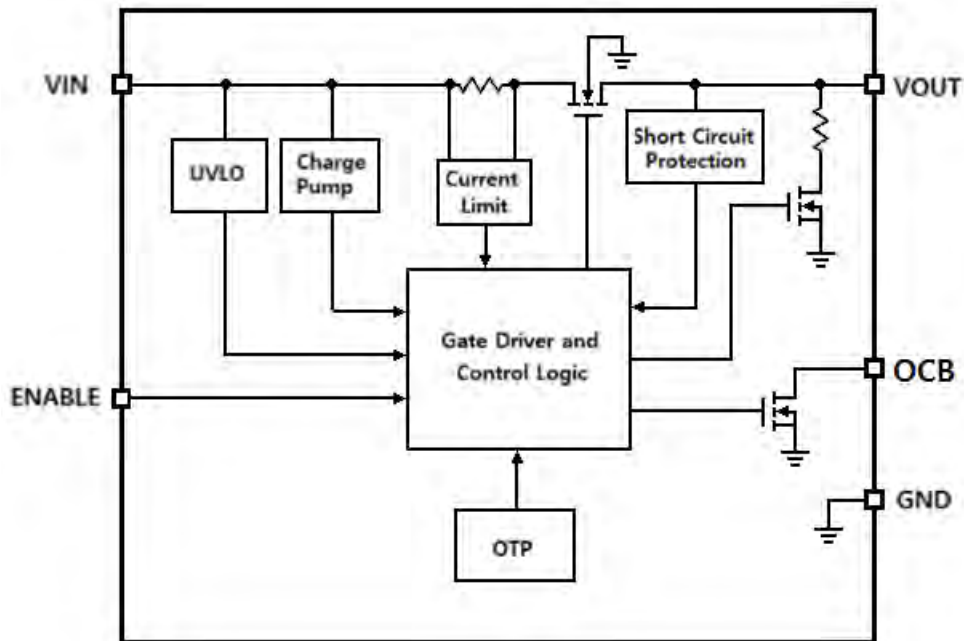 VIN
VOUT
UVLO
Charge
Pump
Current
Limit
Short Circuit
Protection
Gate Driver and
Control Logic
ENABLE
OCB
GND
OTP